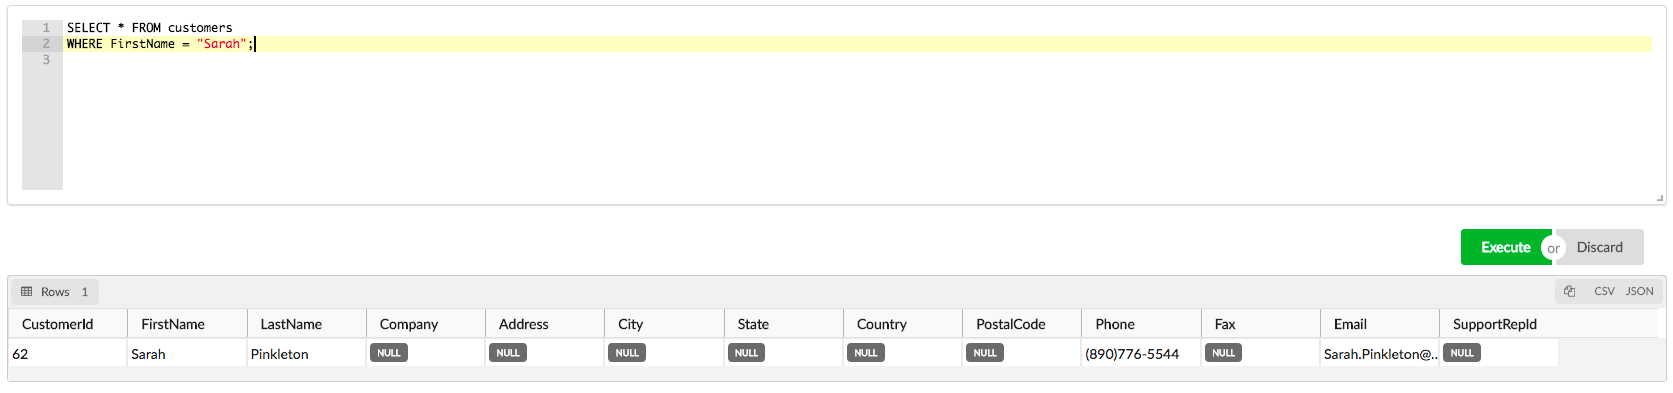 1 SELECT * FROM customers
2 WHERE FirstName = "Sarah";
3
Execute or Discard
Rows 1 CSV JSON
CustomerId FirstName LastName Company Address City State Country PostalCode Phone Fax Email SupportRepId
62 Sarah Pinkleton NULL NULL NULL NULL NULL NULL (890)776-5544 NULL Sarah.Pinkleton@.. NULL